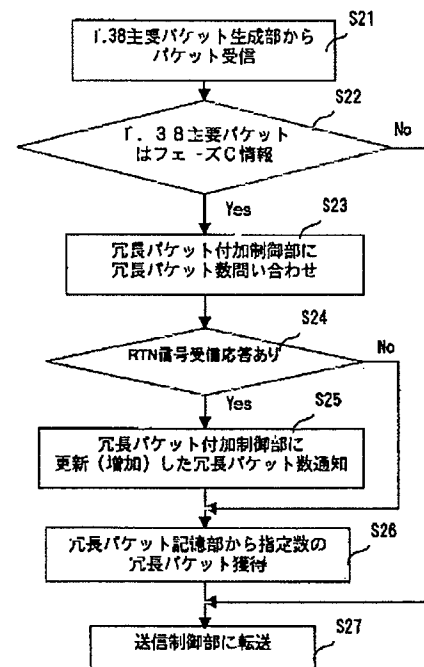 S21
T.38主要パケット生成部から
パケット受信
S22
T.38主要パケット
はフェーズC情報
No
Yes
S23
冗長パケット付加制御部に
冗長パケット数問い合わせ
S24
RTN信号受信応答あり
No
Yes
S25
冗長パケット付加制御部に
更新（増加）した冗長パケット数通知
S26
冗長パケット記憶部から指定数の
冗長パケット獲得
S27
送信制御部に転送